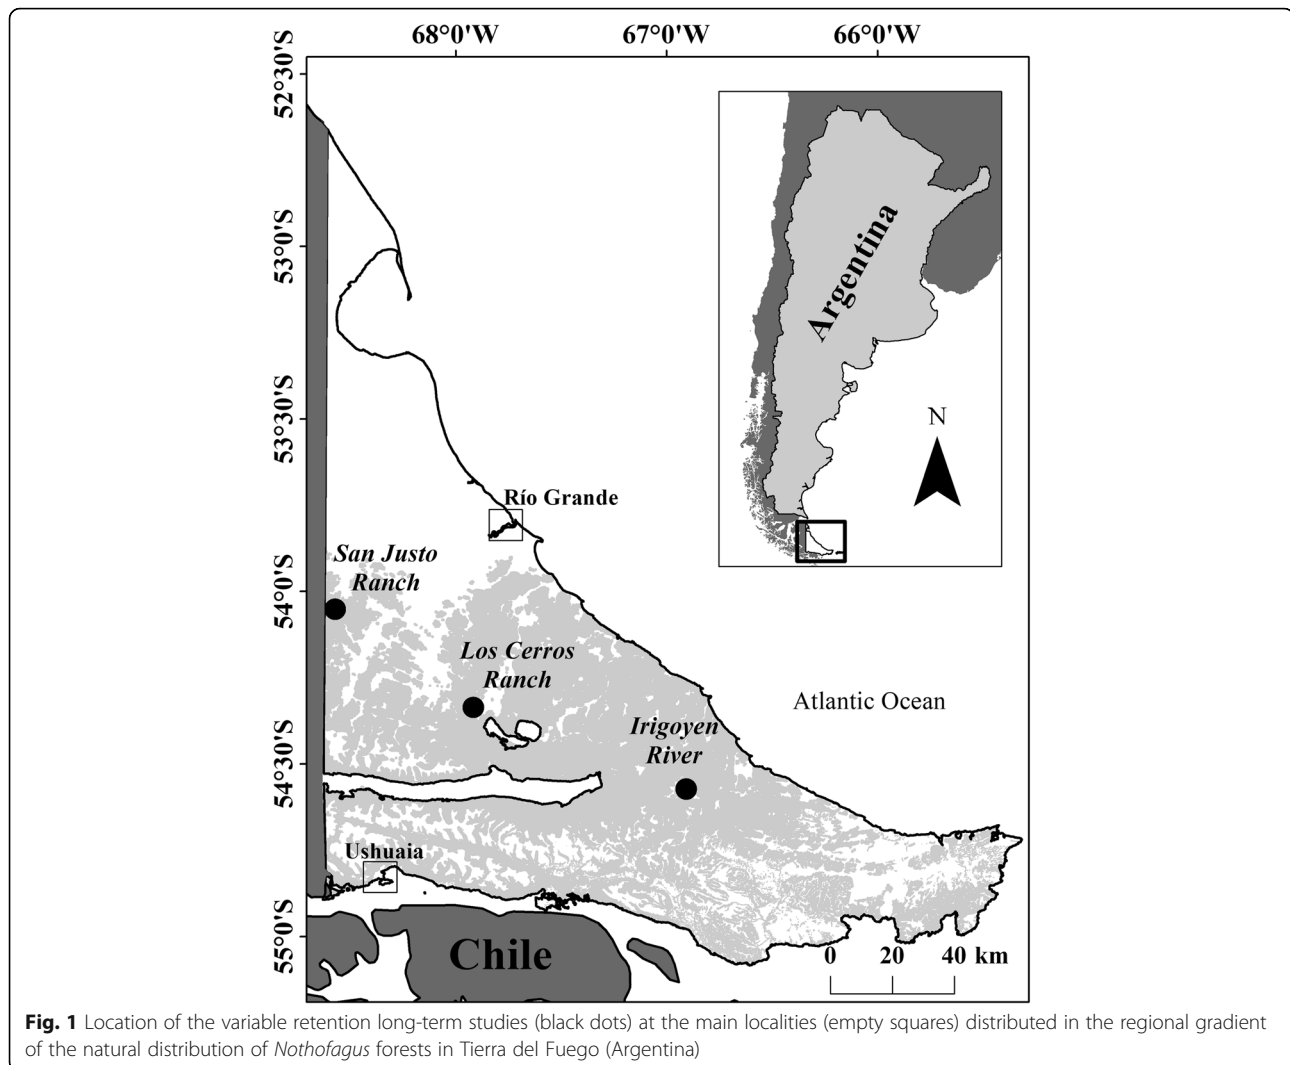 68°0'W
67°0'W
66°0'W
52°30'S
53°0'S
53°30'S
54°0'S
54°30'S
55°0'S
Argentina
N
Río Grande
San Justo
Ranch
Los Cerros
Ranch
Irigoyen
River
Atlantic Ocean
Ushuaia
Chile
0 20 40 km
Fig. 1 Location of the variable retention long-term studies (black dots) at the main localities (empty squares) distributed in the regional gradient
of the natural distribution of Nothofagus forests in Tierra del Fuego (Argentina)